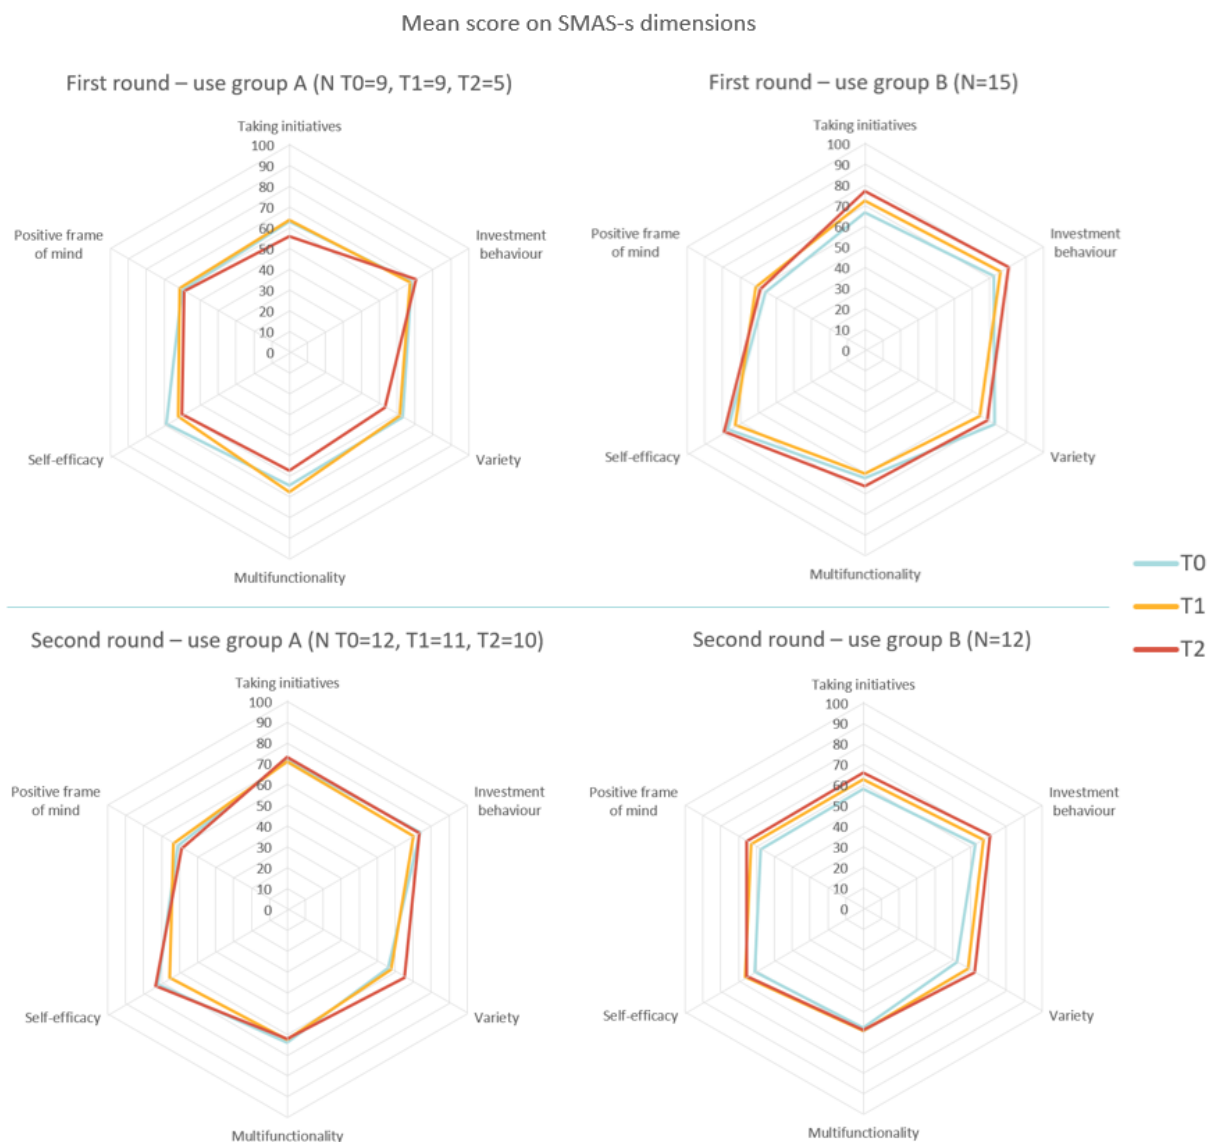 Mean score on SMAS-s dimensions
First round – use group A (N T0=9, T1=9, T2=5)
Taking initiatives
100
90
80
70
60
50
40
30
20
10
0
Positive frame
of mind
Investment
behaviour
Self-efficacy
Variety
Multifunctionality
First round – use group B (N=15)
Taking initiatives
100
90
80
70
60
50
40
30
20
10
0
Positive frame
of mind
Investment
behaviour
Self-efficacy
Variety
Multifunctionality
T0
T1
T2
Second round – use group A (N T0=12, T1=11, T2=10)
Taking initiatives
100
90
80
70
60
50
40
30
20
10
0
Positive frame
of mind
Investment
behaviour
Self-efficacy
Variety
Multifunctionality
Second round – use group B (N=12)
Taking initiatives
100
90
80
70
60
50
40
30
20
10
0
Positive frame
of mind
Investment
behaviour
Self-efficacy
Variety
Multifunctionality